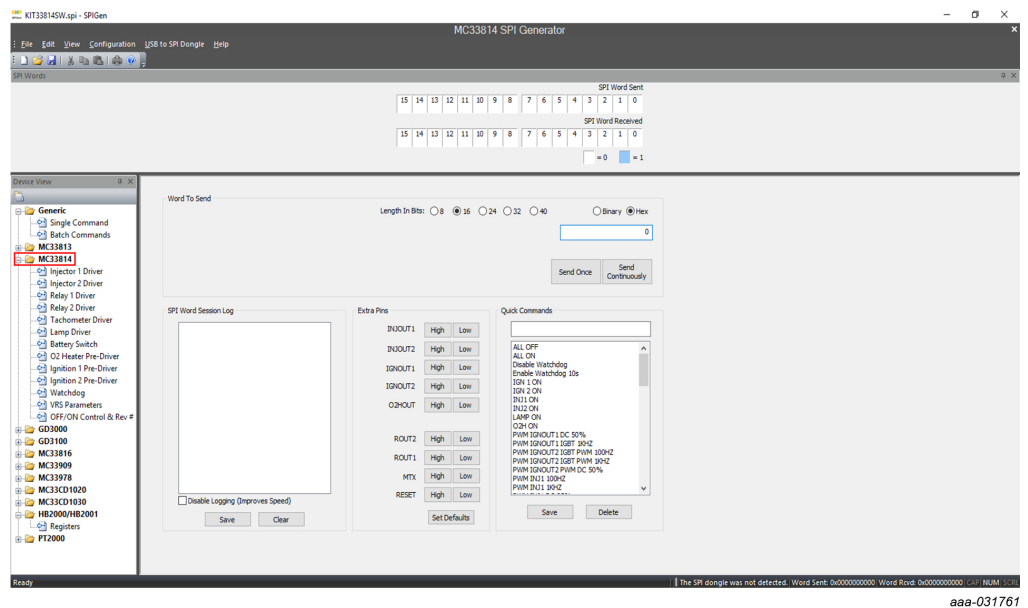 KIT33814SW.spi - SPIGen
MC33814 SPI Generator
File Edit View Configuration USB to SPI Dongle Help
SPI Words
SPI Word Sent
15 14 13 12 11 10 9 8 7 6 5 4 3 2 1 0
SPI Word Received
15 14 13 12 11 10 9 8 7 6 5 4 3 2 1 0
= 0 = 1
Device View
Generic
Single Command
Batch Commands
MC33813
MC33814
Injector 1 Driver
Injector 2 Driver
Relay 1 Driver
Relay 2 Driver
Tachometer Driver
Lamp Driver
Battery Switch
O2 Heater Pre-Driver
Ignition 1 Pre-Driver
Ignition 2 Pre-Driver
Watchdog
VRS Parameters
OFF/ON Control & Rev #
GD3000
GD3100
MC33816
MC33909
MC33978
MC33CD1020
MC33CD1030
HB2000/HB2001
Registers
PT2000
Word To Send
Length In Bits: 8 16 24 32 40 Binary Hex
0
Send Once
Send Continuously
SPI Word Session Log
Disable Logging (Improves Speed)
Save Clear
Extra Pins
INJOUT1 High Low
INJOUT2 High Low
IGNOUT1 High Low
IGNOUT2 High Low
O2HOUT High Low
ROUT2 High Low
ROUT1 High Low
MTX High Low
RESET High Low
Set Defaults
Quick Commands
ALL OFF
ALL ON
Disable Watchdog
Enable Watchdog 10s
IGN 1 ON
IGN 2 ON
INJ1 ON
INJ2 ON
LAMP ON
O2H ON
PWM IGNOUT1 DC 50%
PWM IGNOUT1 IGBT 1KHZ
PWM IGNOUT2 IGBT PWM 100HZ
PWM IGNOUT2 IGBT PWM 1KHZ
PWM IGNOUT2 PWM DC 50%
PWM INJ1 100HZ
PWM INJ1 1KHZ
Save Delete
Ready
The SPI dongle was not detected. Word Sent: 0x0000000000 Word Rcvd: 0x0000000000 CAP NUM SCRL
aaa-031761